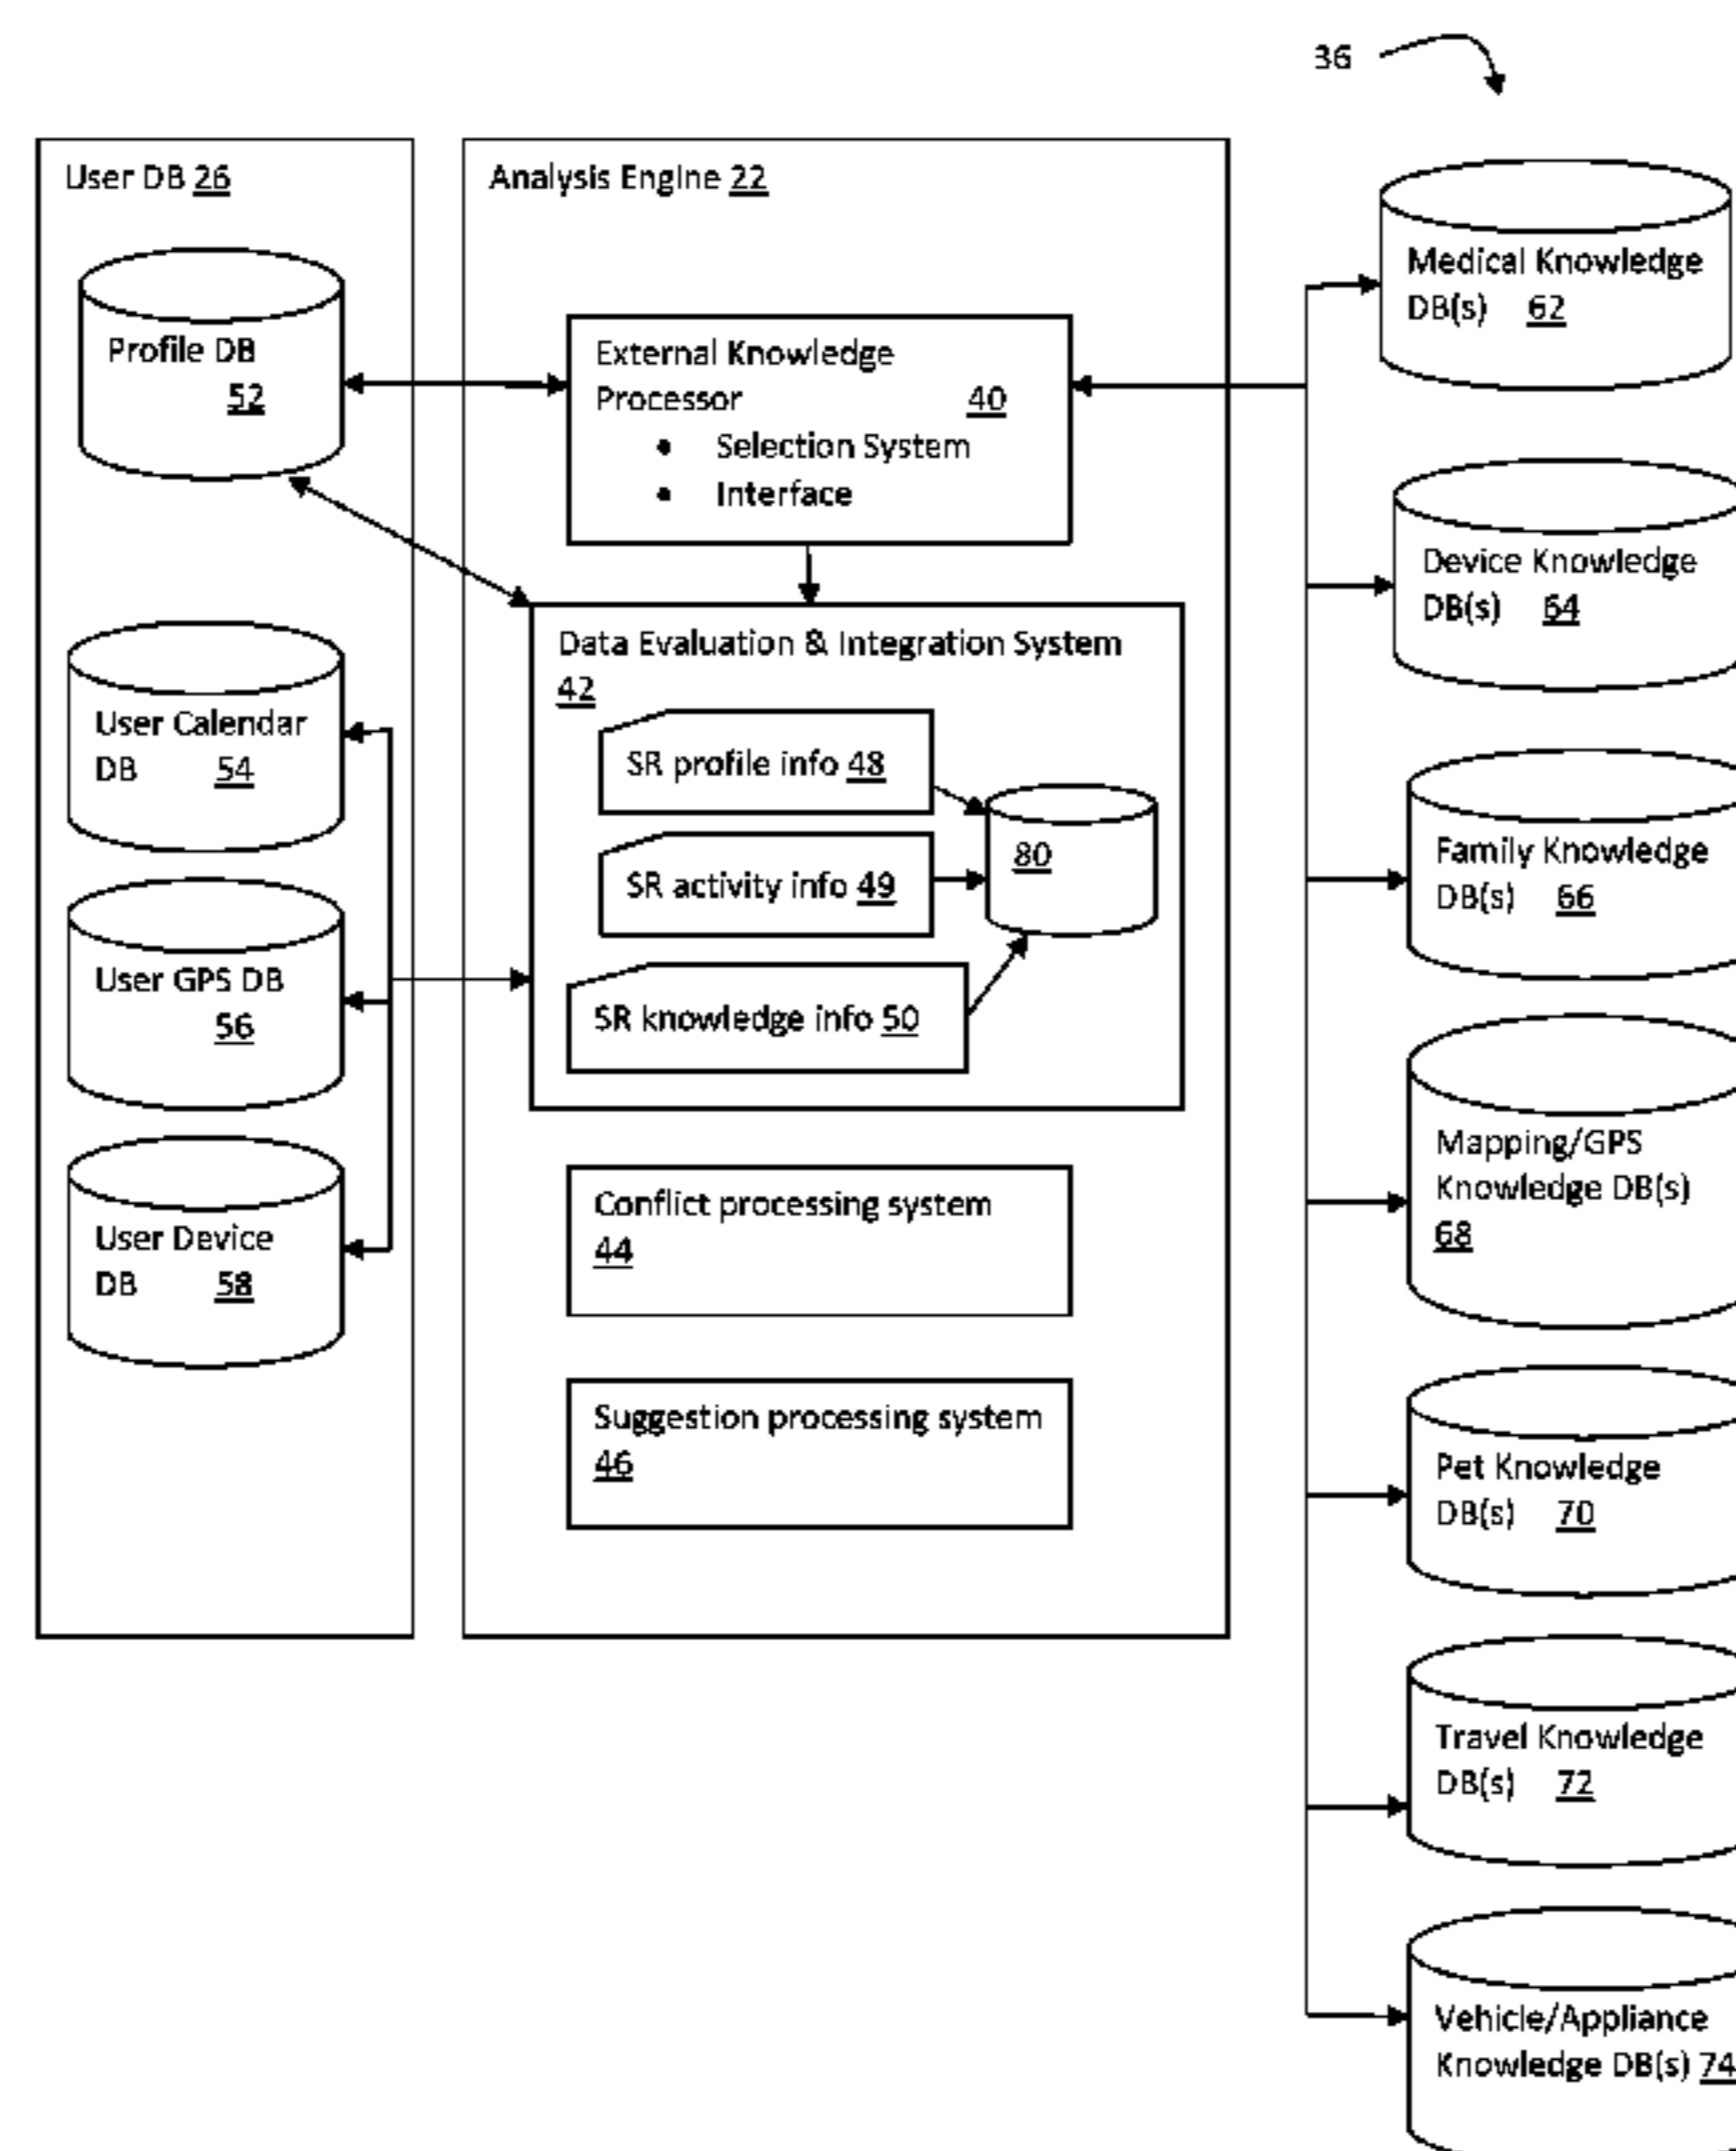 36
User DB 26
Profile DB
52
User Calendar
DB 54
User GPS DB
56
User Device
DB 58
Analysis Engine 22
External Knowledge
Processor 40
• Selection System
• Interface
Data Evaluation & Integration System
42
SR profile info 48
SR activity info 49
SR knowledge info 50
80
Conflict processing system
44
Suggestion processing system
46
Medical Knowledge
DB(s) 62
Device Knowledge
DB(s) 64
Family Knowledge
DB(s) 66
Mapping/GPS
Knowledge DB(s)
68
Pet Knowledge
DB(s) 70
Travel Knowledge
DB(s) 72
Vehicle/Appliance
Knowledge DB(s) 74